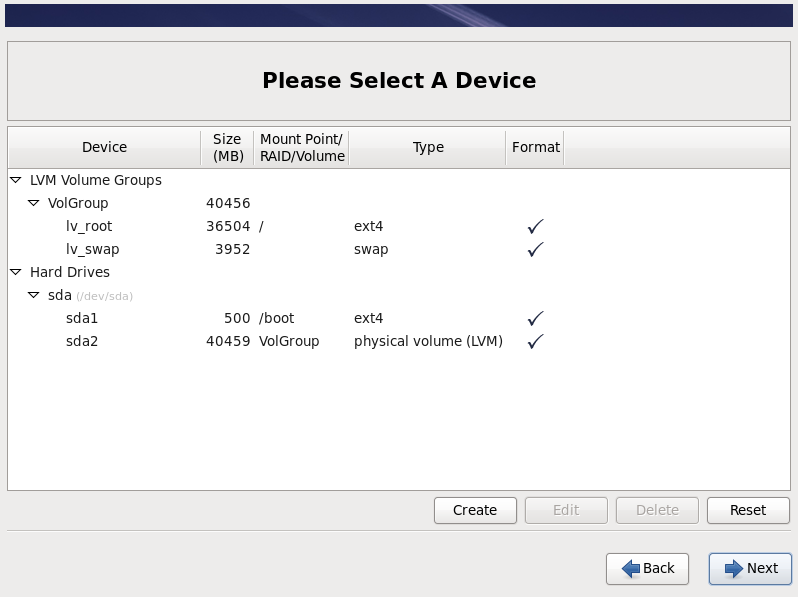 Please Select A Device
Device Size (MB) Mount Point/ RAID/Volume Type Format
LVM Volume Groups
VolGroup 40456
lv_root 36504 / ext4
lv_swap 3952 swap
Hard Drives
sda (/dev/sda)
sda1 500 /boot ext4
sda2 40459 VolGroup physical volume (LVM)
Create Edit Delete Reset
Back Next